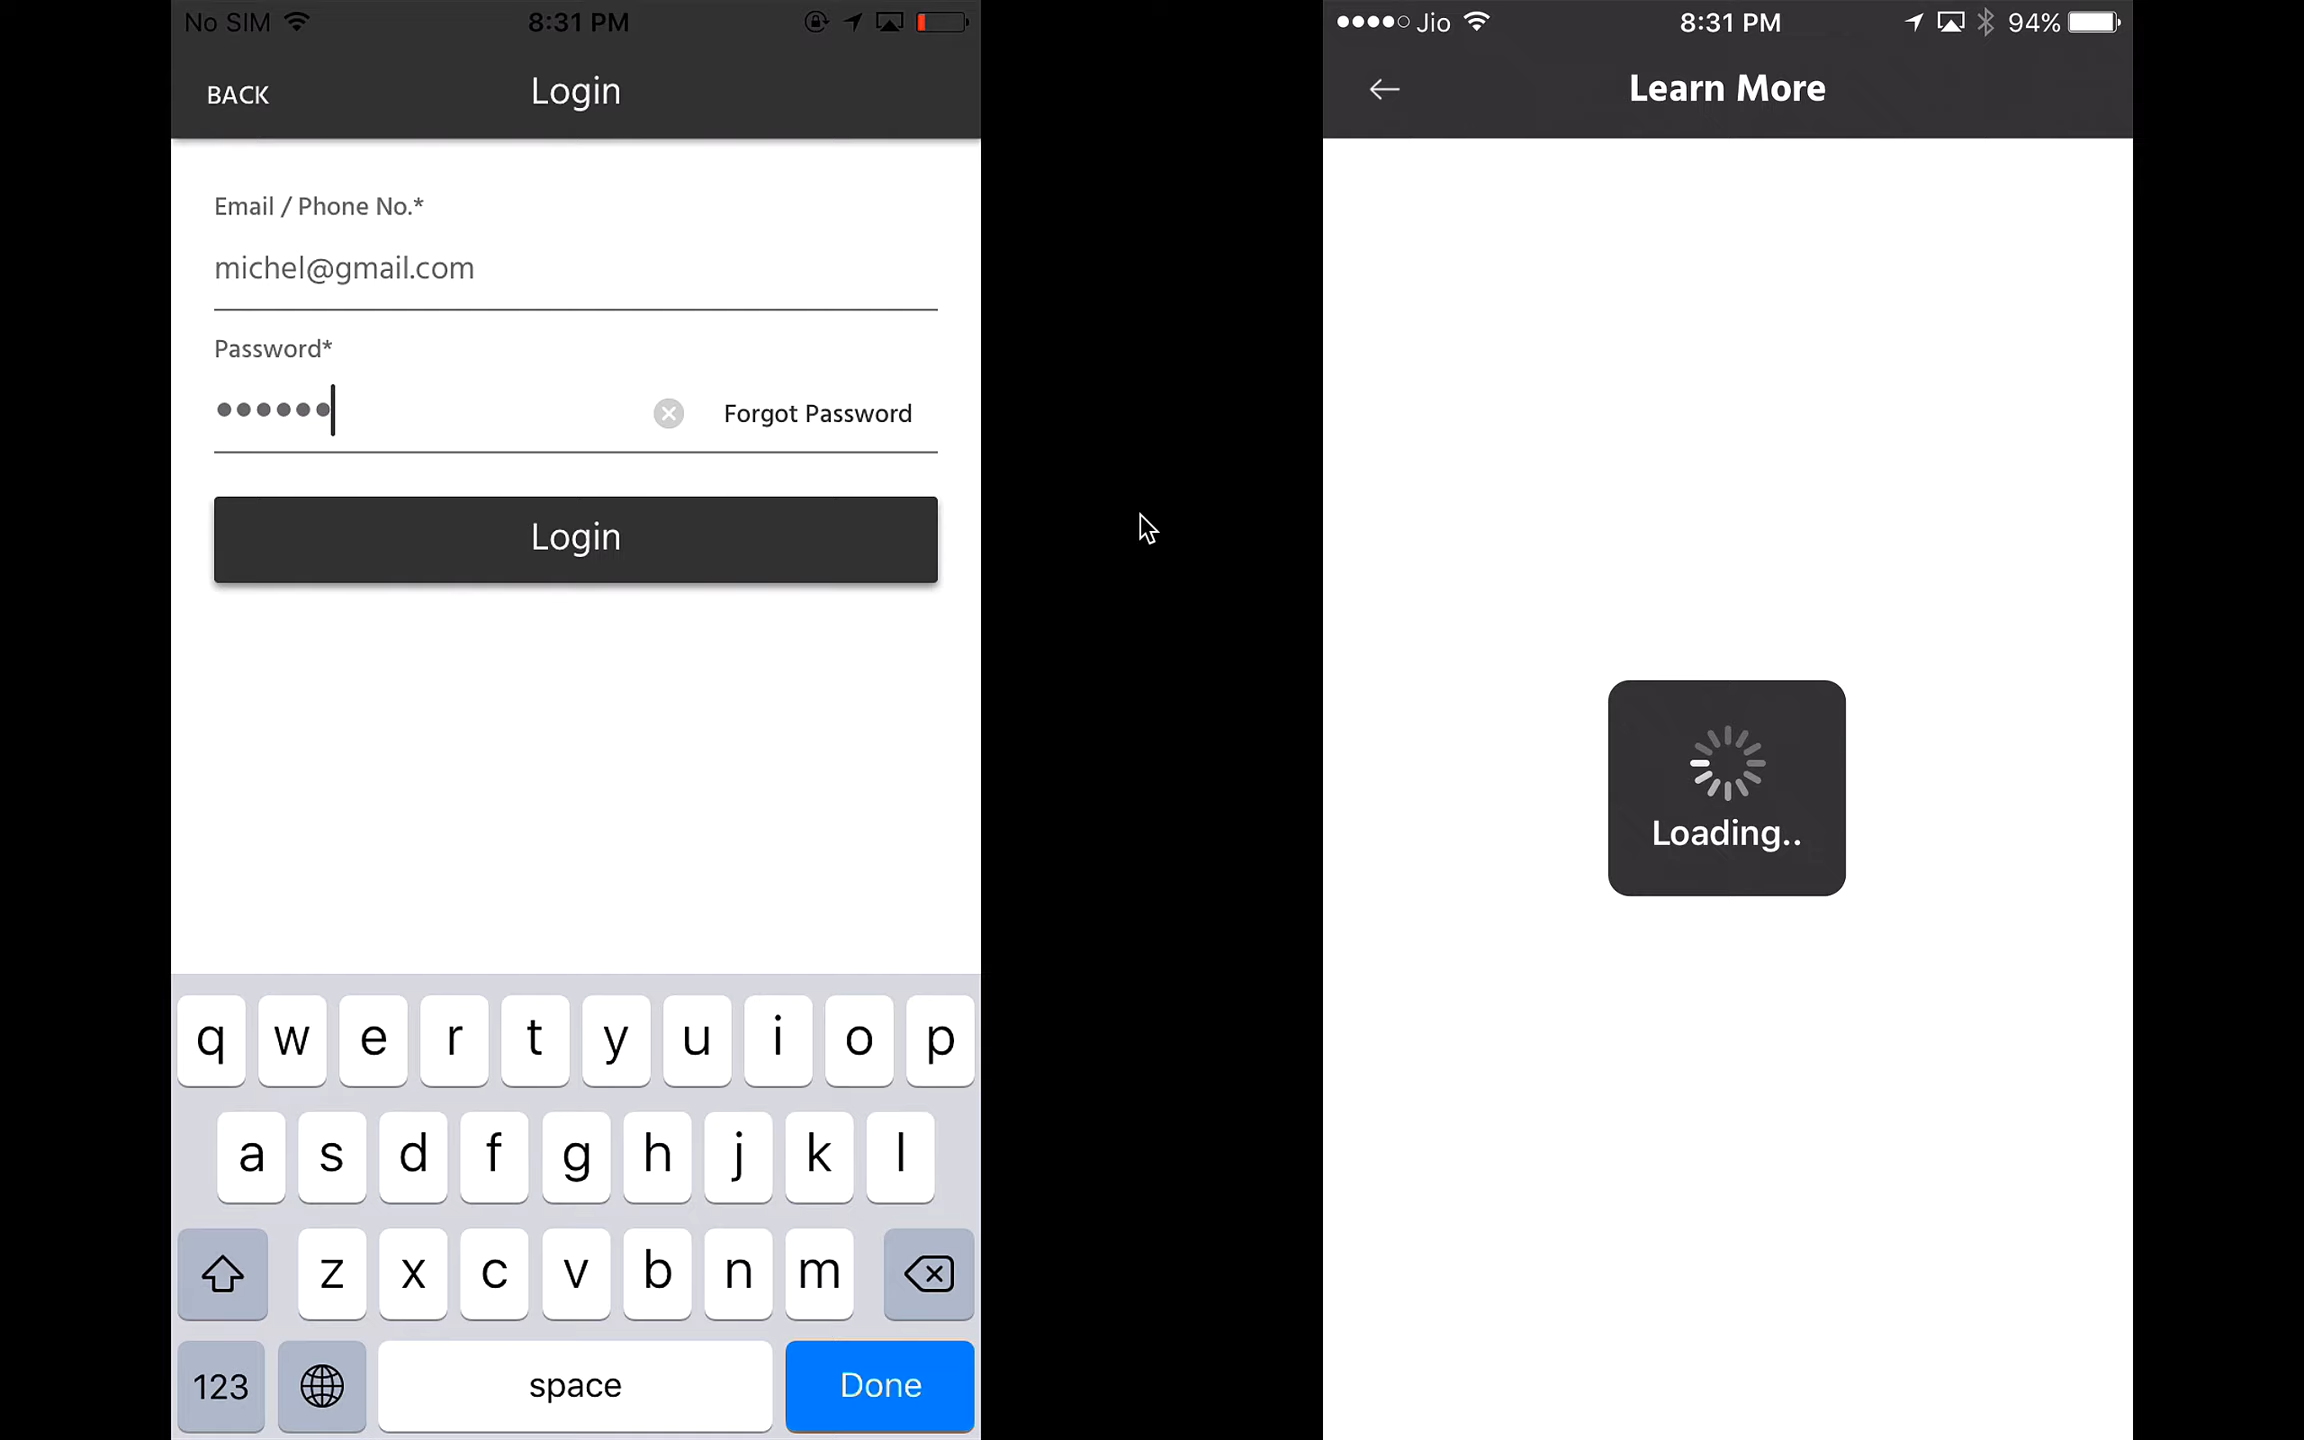 No SIM 8:31 PM
BACK Login
Email / Phone No.*
michel@gmail.com
Password*
Forgot Password
Login
q w e r t y u i o p
a s d f g h j k l
z x c v b n m
123 space Done
Jio 8:31 PM 94%
Learn More
Loading..